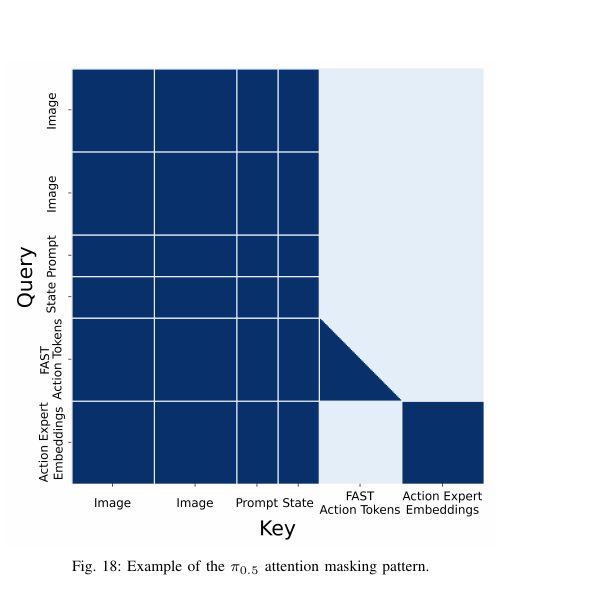 Query
Image
Image
Prompt
State
FAST
Action Tokens
Action Expert
Embeddings
Image
Image
Prompt
State
FAST
Action Tokens
Action Expert
Embeddings
Key
Fig. 18: Example of the π0.5 attention masking pattern.